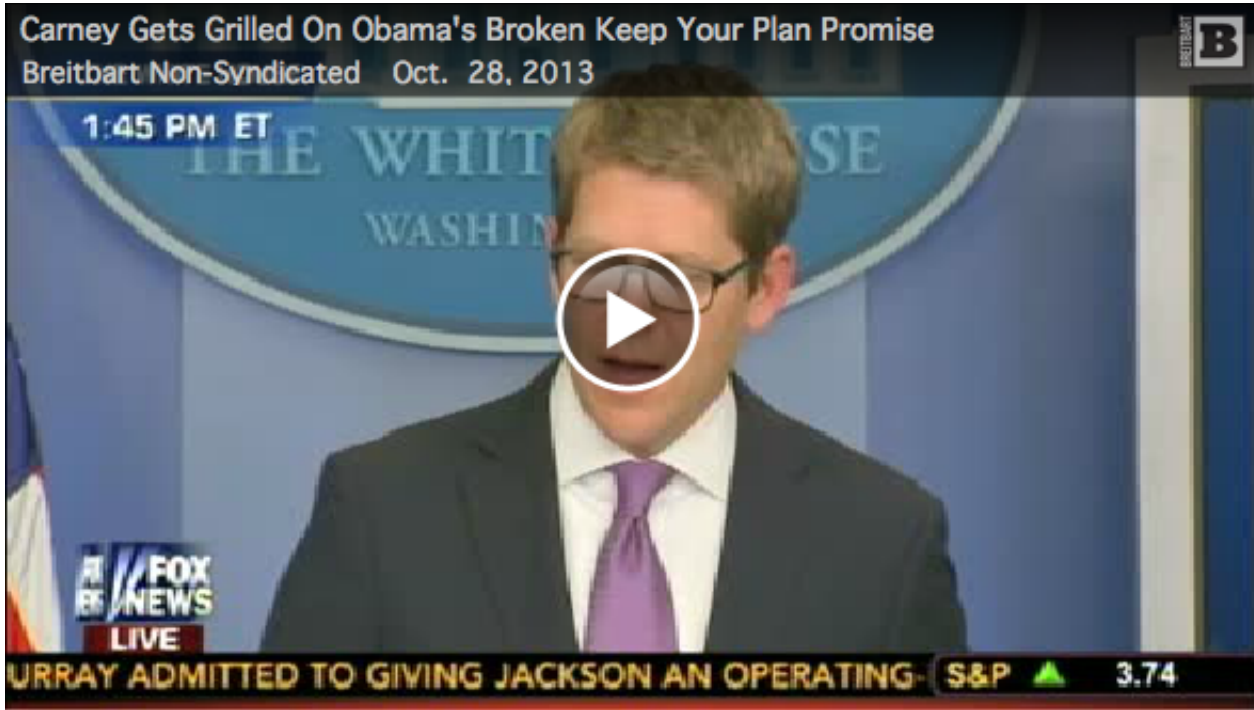 Carney Gets Grilled On Obama's Broken Keep Your Plan Promise
Breitbart Non-Syndicated Oct. 28, 2013
BREITBART B
1:45 PM ET
THE WHIT SE
WASHIN
FOX
NEWS
LIVE
URRAY ADMITTED TO GIVING JACKSON AN OPERATING- S&P 3.74